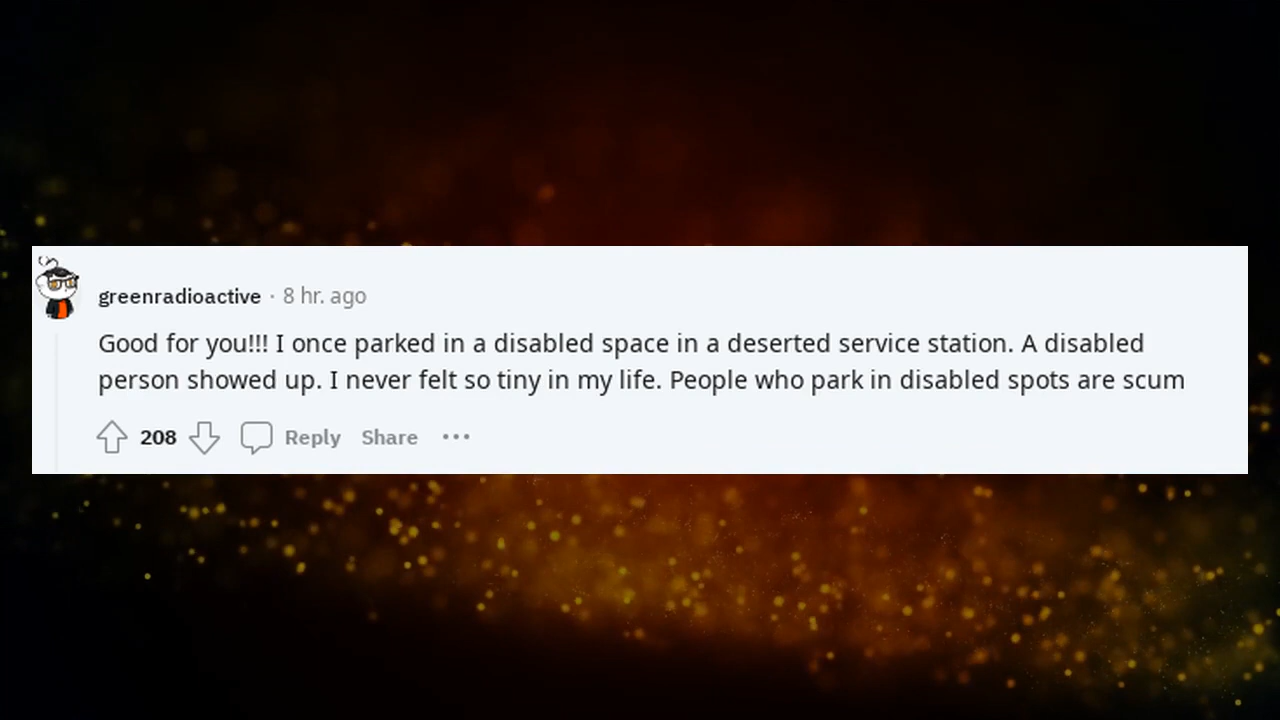 greenradioactive · 8 hr. ago
Good for you!!! I once parked in a disabled space in a deserted service station. A disabled
person showed up. I never felt so tiny in my life. People who park in disabled spots are scum
208 Reply Share ···